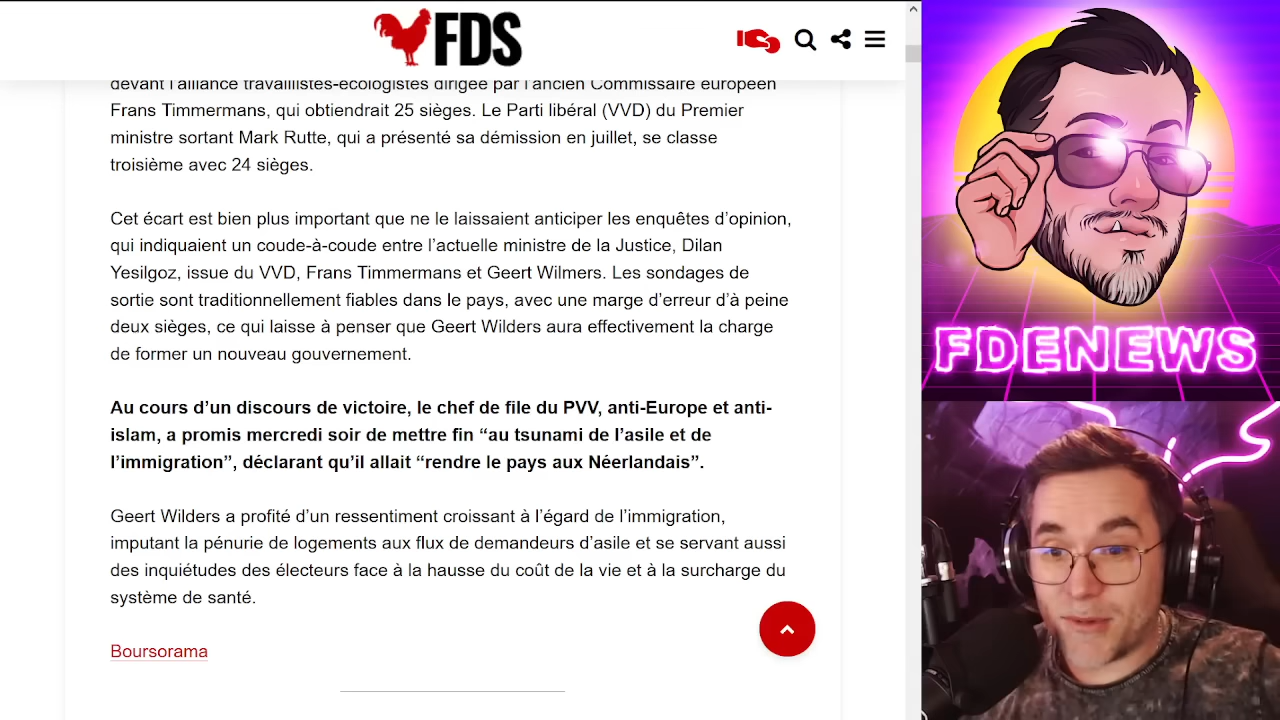 FDS
devant l'alliance travaillistes-écologistes dirigée par l'ancien Commissaire européen
Frans Timmermans, qui obtiendrait 25 sièges. Le Parti libéral (VVD) du Premier
ministre sortant Mark Rutte, qui a présenté sa démission en juillet, se classe
troisième avec 24 sièges.
Cet écart est bien plus important que ne le laissaient anticiper les enquêtes d’opinion,
qui indiquaient un coude-à-coude entre l’actuelle ministre de la Justice, Dilan
Yesilgoz, issue du VVD, Frans Timmermans et Geert Wilmers. Les sondages de
sortie sont traditionnellement fiables dans le pays, avec une marge d’erreur d’à peine
deux sièges, ce qui laisse à penser que Geert Wilders aura effectivement la charge
de former un nouveau gouvernement.
Au cours d’un discours de victoire, le chef de file du PVV, anti-Europe et anti-
islam, a promis mercredi soir de mettre fin “au tsunami de l’asile et de
l’immigration”, déclarant qu’il allait “rendre le pays aux Néerlandais”.
Geert Wilders a profité d’un ressentiment croissant à l’égard de l’immigration,
imputant la pénurie de logements aux flux de demandeurs d’asile et se servant aussi
des inquiétudes des électeurs face à la hausse du coût de la vie et à la surcharge du
système de santé.
Boursorama
FDENEWS